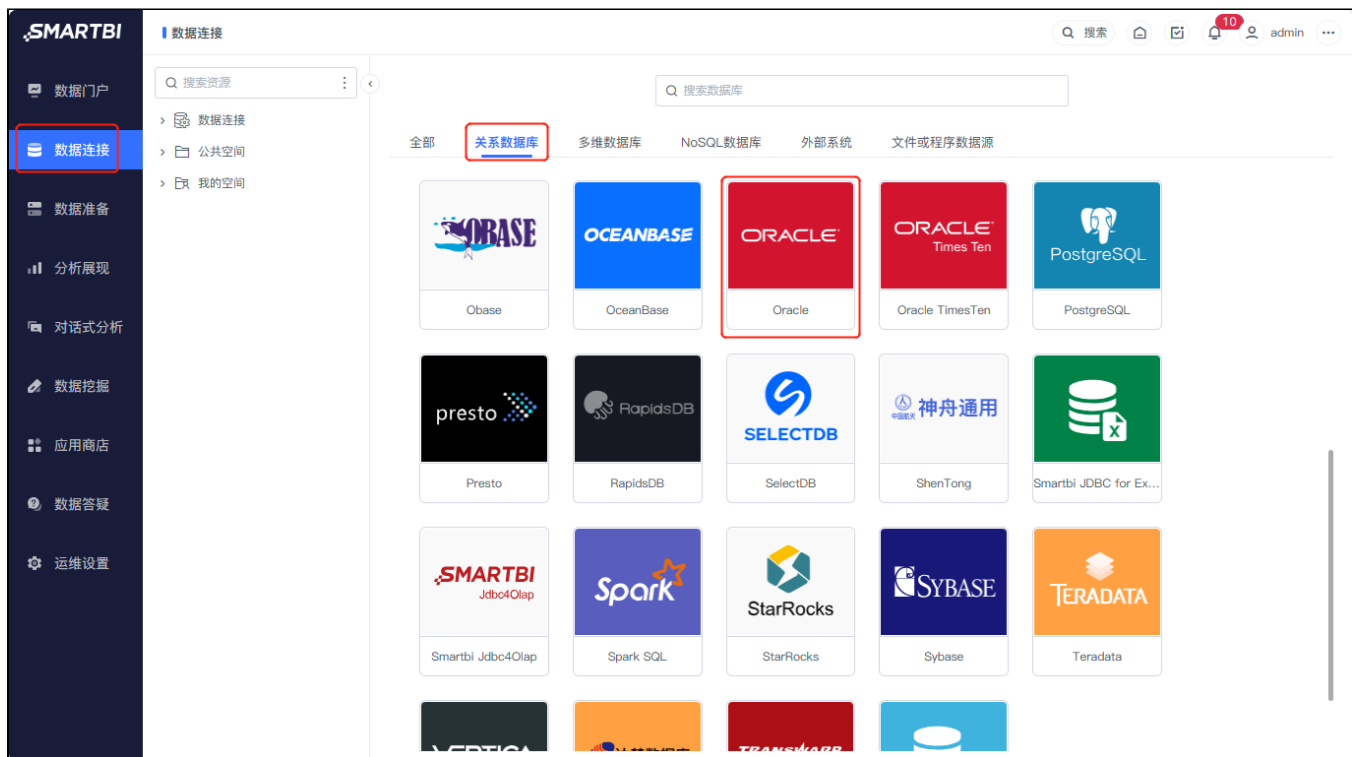 SMARTBI
数据连接
搜索
10
admin
数据门户
数据连接
数据准备
分析展现
对话式分析
数据挖掘
应用商店
数据答疑
运维设置
搜索资源
数据连接
公共空间
我的空间
搜索数据库
全部 关系数据库 多维数据库 NoSQL数据库 外部系统 文件或程序数据源
OBASE
OCEANBASE
ORACLE
ORACLE
Times Ten
PostgreSQL
Obase OceanBase Oracle Oracle TimesTen PostgreSQL
presto
RapidsDB
SELECTDB
神舟通用
X
Presto RapidsDB SelectDB ShenTong Smartbi JDBC for Ex...
SMARTBI
Jdbc4Olap
Spark
StarRocks
SYBASE
TERADATA
Smartbi Jdbc4Olap Spark SQL StarRocks Sybase Teradata
VERTICA
TRANSWARP